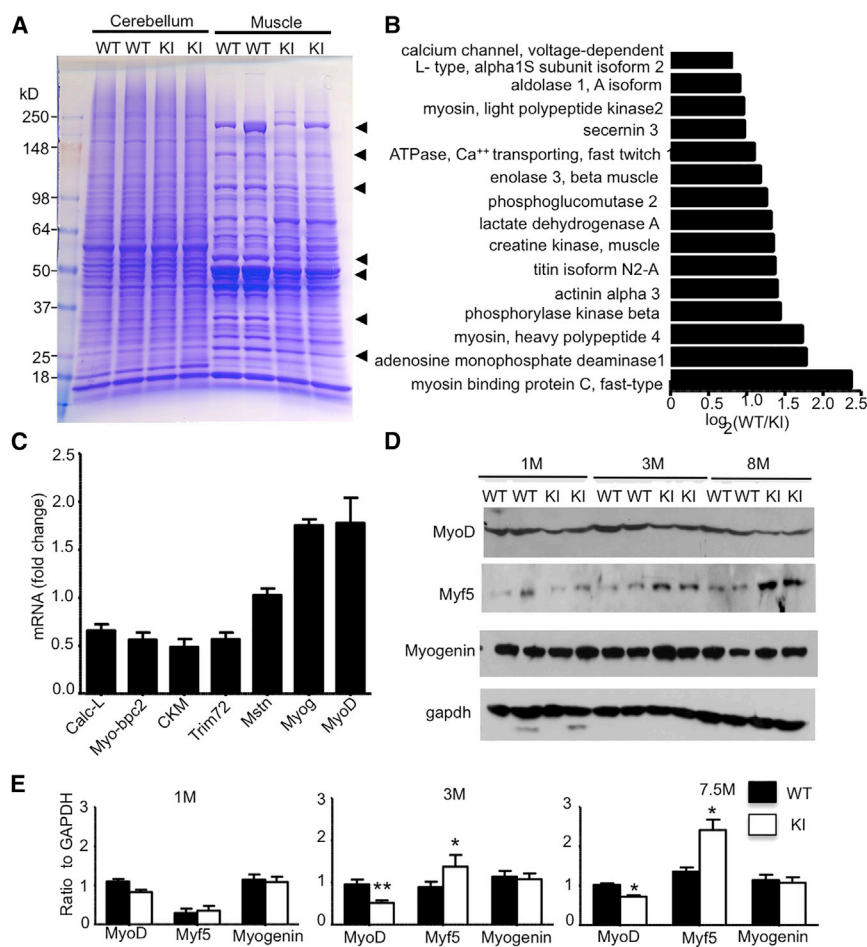 A
Cerebellum Muscle
WT WT KI KI WT WT KI KI
kD
250
148
98
64
50
37
25
18
B
calcium channel, voltage-dependent
L- type, alpha1S subunit isoform 2
aldolase 1, A isoform
myosin, light polypeptide kinase2
secernin 3
ATPase, Ca++ transporting, fast twitch 1
enolase 3, beta muscle
phosphoglucomutase 2
lactate dehydrogenase A
creatine kinase, muscle
titin isoform N2-A
actinin alpha 3
phosphorylase kinase beta
myosin, heavy polypeptide 4
adenosine monophosphate deaminase1
myosin binding protein C, fast-type
0 0.5 1.0 1.5 2.0 2.5
log2(WT/KI)
C
mRNA (fold change)
2.5
2.0
1.5
1.0
0.5
0.0
Calc-L Myo-bpc2 CKM Trim72 Mstn Myog MyoD
D
1M 3M 8M
WT WT KI KI WT WT KI KI WT WT KI KI
MyoD
Myf5
Myogenin
gapdh
E
Ratio to GAPDH
1M
3
2
1
0
MyoD Myf5 Myogenin
3M
3
2
1
0
** *
MyoD Myf5 Myogenin
7.5M
3
2
1
0
* *
MyoD Myf5 Myogenin
WT
KI